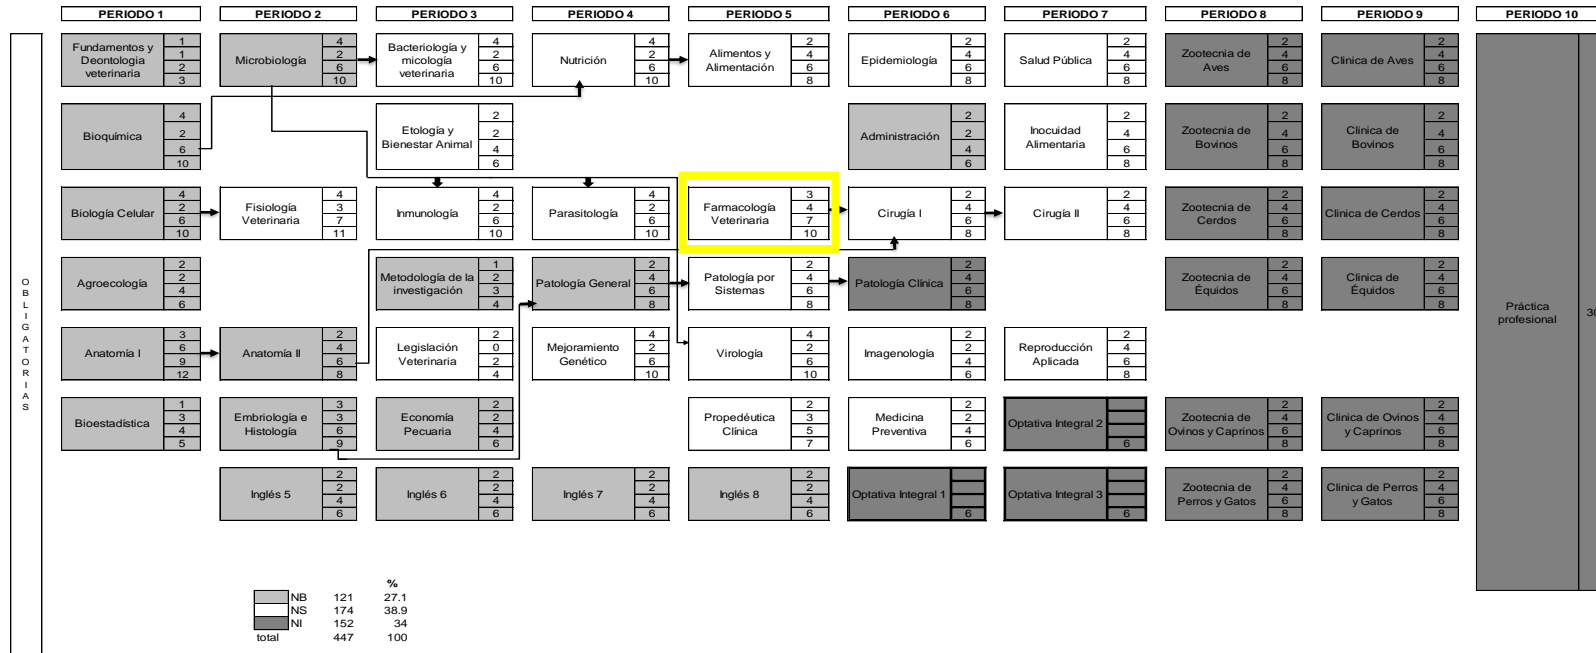 PERIODO 1
PERIODO 2
PERIODO 3
PERIODO 4
PERIODO 5
PERIODO 6
PERIODO 7
PERIODO 8
PERIODO 9
PERIODO 10
OBLIGATORIAS
Fundamentos y
Deontologia
veterinaria
1
1
2
3
Microbiología
4
2
6
10
Bacteriología y
micología
veterinaria
4
2
6
10
Nutrición
4
2
6
10
Alimentos y
Alimentación
2
4
6
8
Epidemiología
2
4
6
8
Salud Pública
2
4
6
8
Zootecnia de
Aves
2
4
6
8
Clinica de Aves
2
4
6
8
Bioquímica
4
2
6
10
Etología y
Bienestar Animal
2
2
4
6
Administración
2
2
4
6
Inocuidad
Alimentaria
2
4
6
8
Zootecnia de
Bovinos
2
4
6
8
Clinica de
Bovinos
2
4
6
8
Biología Celular
4
2
6
10
Fisiología
Veterinaria
4
3
7
11
Inmunología
4
2
6
10
Parasitología
4
2
6
10
Farmacología
Veterinaria
3
4
7
10
Cirugía I
2
4
6
8
Cirugía II
2
4
6
8
Zootecnia de
Cerdos
2
4
6
8
Clinica de Cerdos
2
4
6
8
Agroecología
2
2
4
6
Metodología de la
investigación
1
2
3
4
Patología General
2
4
6
8
Patología por
Sistemas
2
4
6
8
Patología Clínica
2
4
6
8
Zootecnia de
Équidos
2
4
6
8
Clínica de
Équidos
2
4
6
8
Práctica
profesional
30
Anatomía I
3
6
9
12
Anatomía II
2
4
6
8
Legislación
Veterinaria
2
0
2
4
Mejoramiento
Genético
4
2
6
10
Virología
4
2
6
10
Imagenología
2
2
4
6
Reproducción
Aplicada
2
4
6
8
Bioestadística
1
3
4
5
Embriología e
Histología
3
3
6
9
Economía
Pecuaria
2
2
4
6
Propedéutica
Clínica
2
3
5
7
Medicina
Preventiva
2
2
4
6
Optativa Integral 2
6
Zootecnia de
Ovinos y Caprinos
2
4
6
8
Clinica de Ovinos
y Caprinos
2
4
6
8
Inglés 5
2
2
4
6
Inglés 6
2
2
4
6
Inglés 7
2
2
4
6
Inglés 8
2
2
4
6
Optativa Integral 1
6
Optativa Integral 3
6
Zootecnia de
Perros y Gatos
2
4
6
8
Clinica de Perros
y Gatos
2
4
6
8
%
NB 121 27.1
NS 174 38.9
NI 152 34
total 447 100